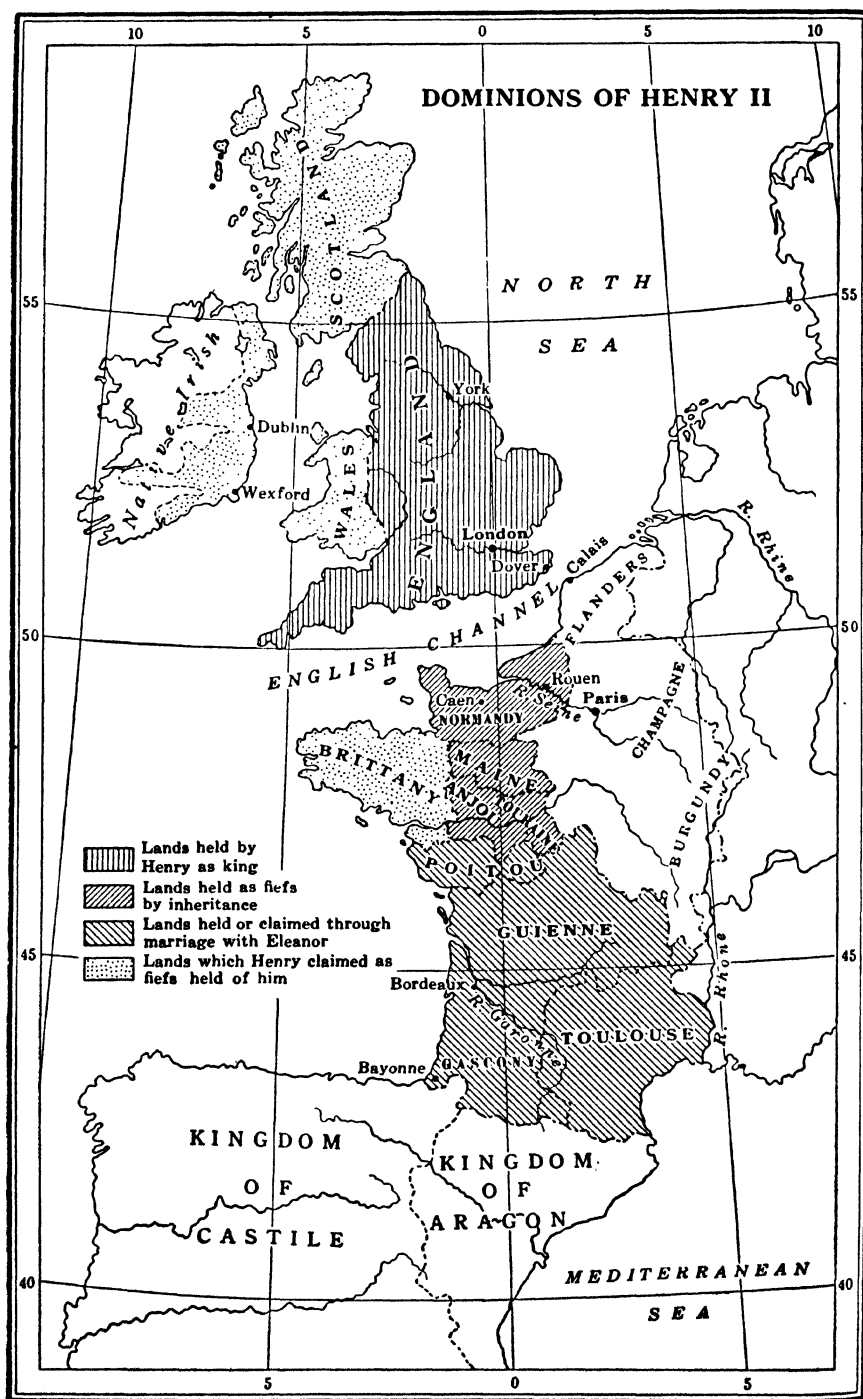 10 5 0 5 10
DOMINIONS OF HENRY II
SCOTLAND
NORTH
SEA
55
55
Native Irish
ENGLAND
York
Dublin
WALES
Wexford
London
Dover
Calais
R. Rhine
FLANDERS
50
50
ENGLISH CHANNEL
Rouen
Caen
R. Seine
Paris
NORMANDY
CHAMPAGNE
BRITTANY
MAINE
ANJOU
TOURAINE
BURGUNDY
POITOU
Lands held by
Henry as king
Lands held as fiefs
by inheritance
Lands held or claimed through
marriage with Eleanor
Lands which Henry claimed as
fiefs held of him
GUIENNE
45
45
Bordeaux
R. Garonne
R. Rhone
TOULOUSE
GASCONY
Bayonne
KINGDOM
OF
CASTILE
KINGDOM
OF
ARAGON
MEDITERRANEAN
SEA
40
40
5 0 5